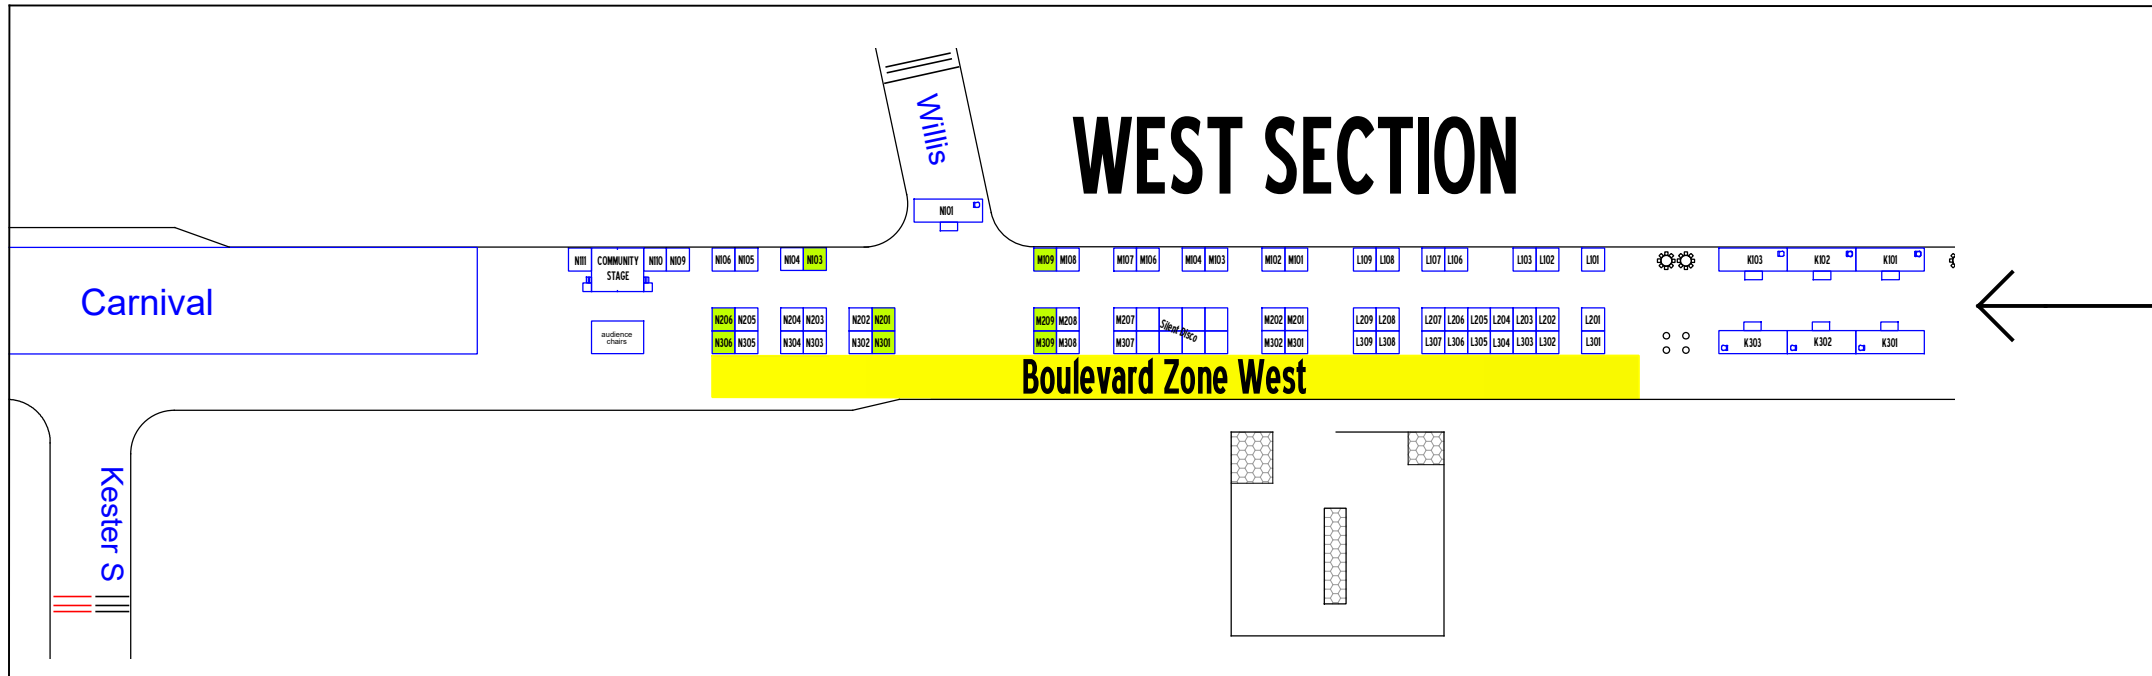 Willis
WEST SECTION
N101
N111 COMMUNITY STAGE N110 N109 N106 N105 N104 N103 M109 M108 M107 M106 M104 M103 M102 M101 L109 L108 L107 L106 L103 L102 L101 K103 K102 K101
Carnival
N206 N205 N204 N203 N202 N201 M209 M208 M207 Silent Disco M202 M201 L209 L208 L207 L206 L205 L204 L203 L202 L201
audience
chairs
N306 N305 N304 N303 N302 N301 M309 M308 M307 M302 M301 L309 L308 L307 L306 L305 L304 L303 L302 L301 K303 K302 K301
Boulevard Zone West
Kester S